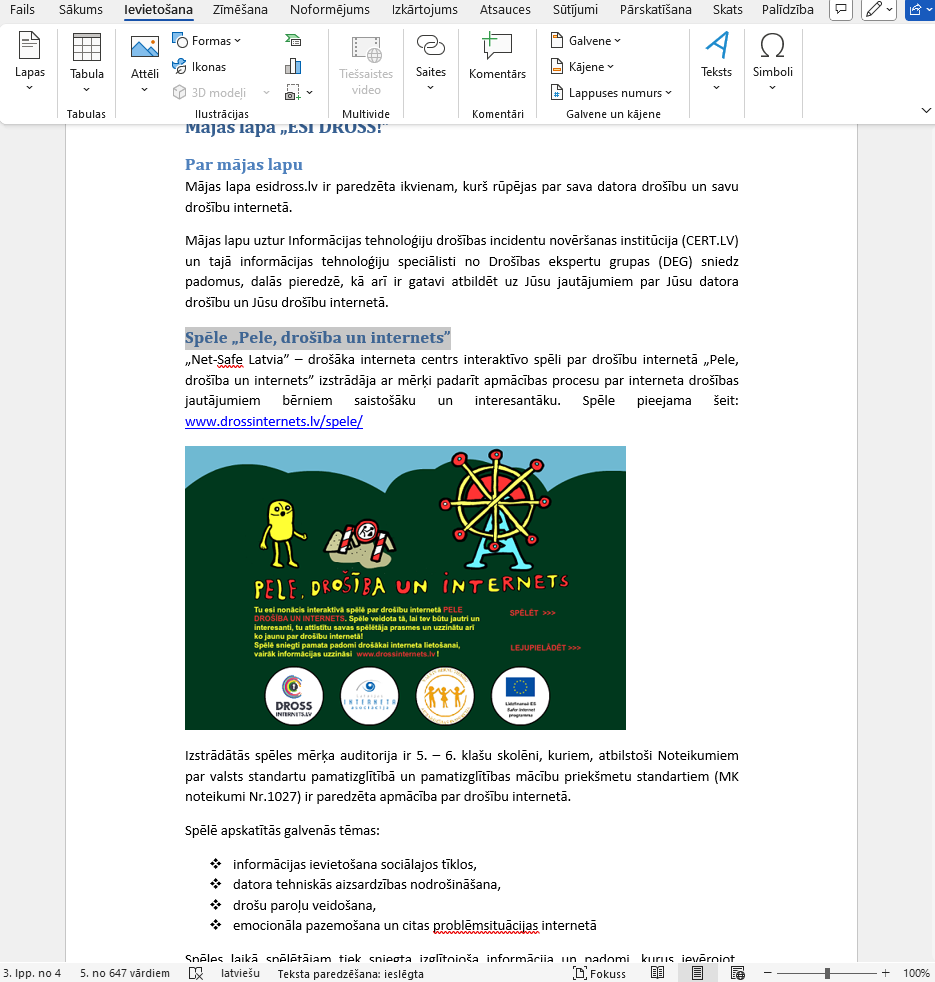 Fails Sākums Ievietošana Zīmēšana Noformējums Izkārtojums Atsauces Sūtījumi Pārskatīšana Skats Palīdzība
Lapas
Tabula
Tabulas
Attēli
Formas
Ikonas
3D modeļi
Ilustrācijas
Tiešsaistes
video
Multivide
Saites
Komentārs
Komentāri
Galvene
Kājene
Lappuses numurs
Galvene un kājene
Teksts
Simboli
Mājas lapa „ESI DROSS!”
Par mājas lapu
Mājas lapa esidross.lv ir paredzēta ikvienam, kurš rūpējas par sava datora drošību un savu
drošību internetā.
Mājas lapu uztur Informācijas tehnoloģiju drošības incidentu novēršanas institūcija (CERT.LV)
un tajā informācijas tehnoloģiju speciālisti no Drošības ekspertu grupas (DEG) sniedz
padomus, dalās pieredzē, kā arī ir gatavi atbildēt uz Jūsu jautājumiem par Jūsu datora
drošību un Jūsu drošību internetā.
Spēle „Pele, drošība un internets”
„Net-Safe Latvia” – drošāka interneta centrs interaktīvo spēli par drošību internetā „Pele,
drošība un internets” izstrādāja ar mērķi padarīt apmācības procesu par interneta drošības
jautājumiem bērniem saistošāku un interesantāku. Spēle pieejama šeit:
www.drossinternets.lv/spele/
PELE, DROŠĪBA UN INTERNETS
Tu esi nonācis interaktīvā spēlē par drošību internetā PELE
DROŠĪBA UN INTERNETS. Spēle veidota tā, lai tev būtu jautri un
interesanti, tu attīstītu savas spēlētāja prasmes un uzzinātu arī
ko jaunu par drošību internetā!
Spēlē sniegti pamata padomi drošākai interneta lietošanai,
vairāk informācijas uzzināsi www.drossinternets.lv !
SPĒLĒT >>>
LEJUPIELĀDĒT >>>
DROSS
INTERNETS.LV
INTERNETA
asociācija
Līdzfinansē ES
Safer Internet
programma
Izstrādātās spēles mērķa auditorija ir 5. – 6. klašu skolēni, kuriem, atbilstoši Noteikumiem
par valsts standartu pamatizglītībā un pamatizglītības mācību priekšmetu standartiem (MK
noteikumi Nr.1027) ir paredzēta apmācība par drošību internetā.
Spēlē apskatītās galvenās tēmas:
❖ informācijas ievietošana sociālajos tīklos,
❖ datora tehniskās aizsardzības nodrošināšana,
❖ drošu paroļu veidošana,
❖ emocionāla pazemošana un citas problēmsituācijas internetā
Spēles laikā spēlētājam tiek sniegta izglītojoša informācija un padomi, kurus ievērojot,
3. lpp. no 4 5. no 647 vārdiem latviešu Teksta paredzēšana: ieslēgta Fokuss 100%